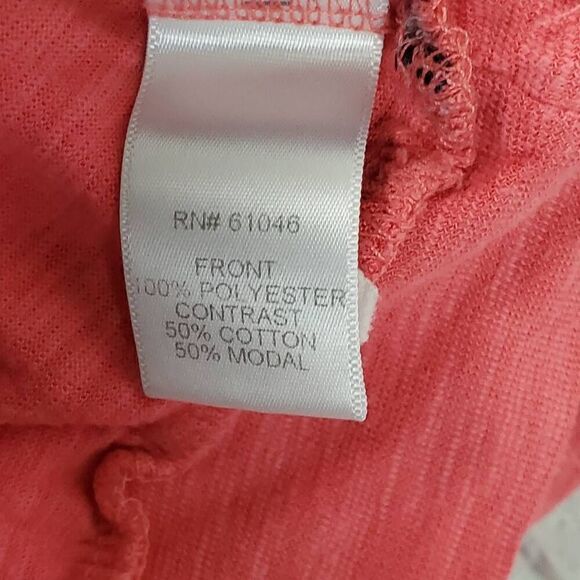 RN# 61046
FRONT
100% POLYESTER
CONTRAST
50% COTTON
50% MODAL